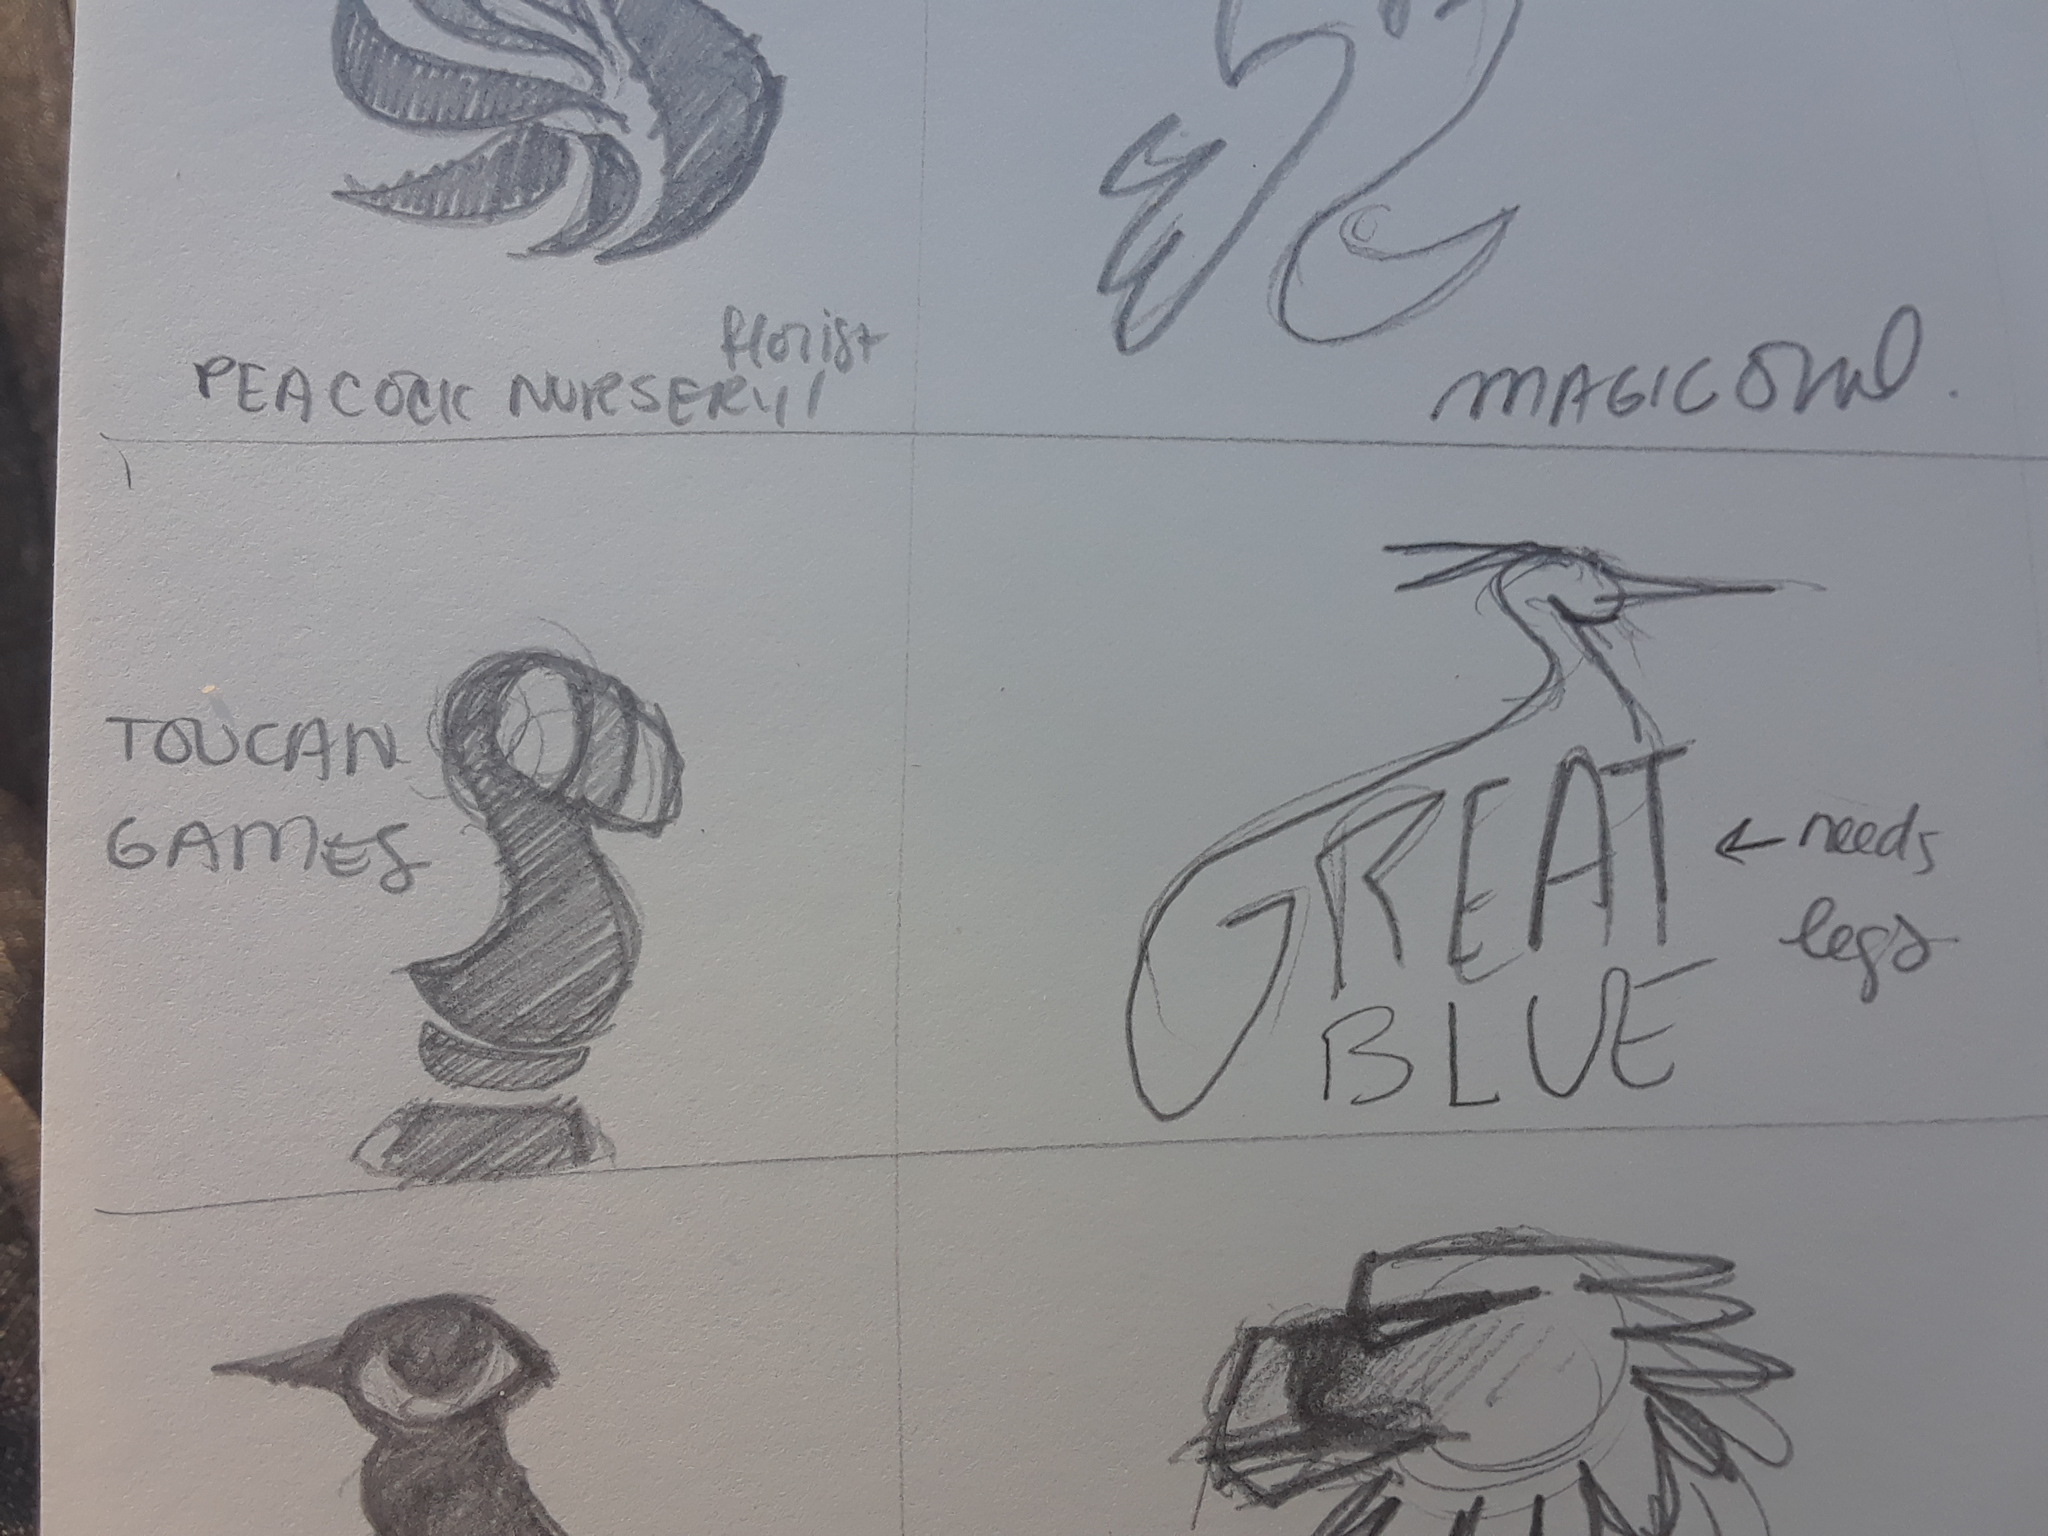 florist
PEACOCK NURSERY/
MAGIC OWL.
TOUCAN
GAMES
GREAT
BLUE
← needs
legs